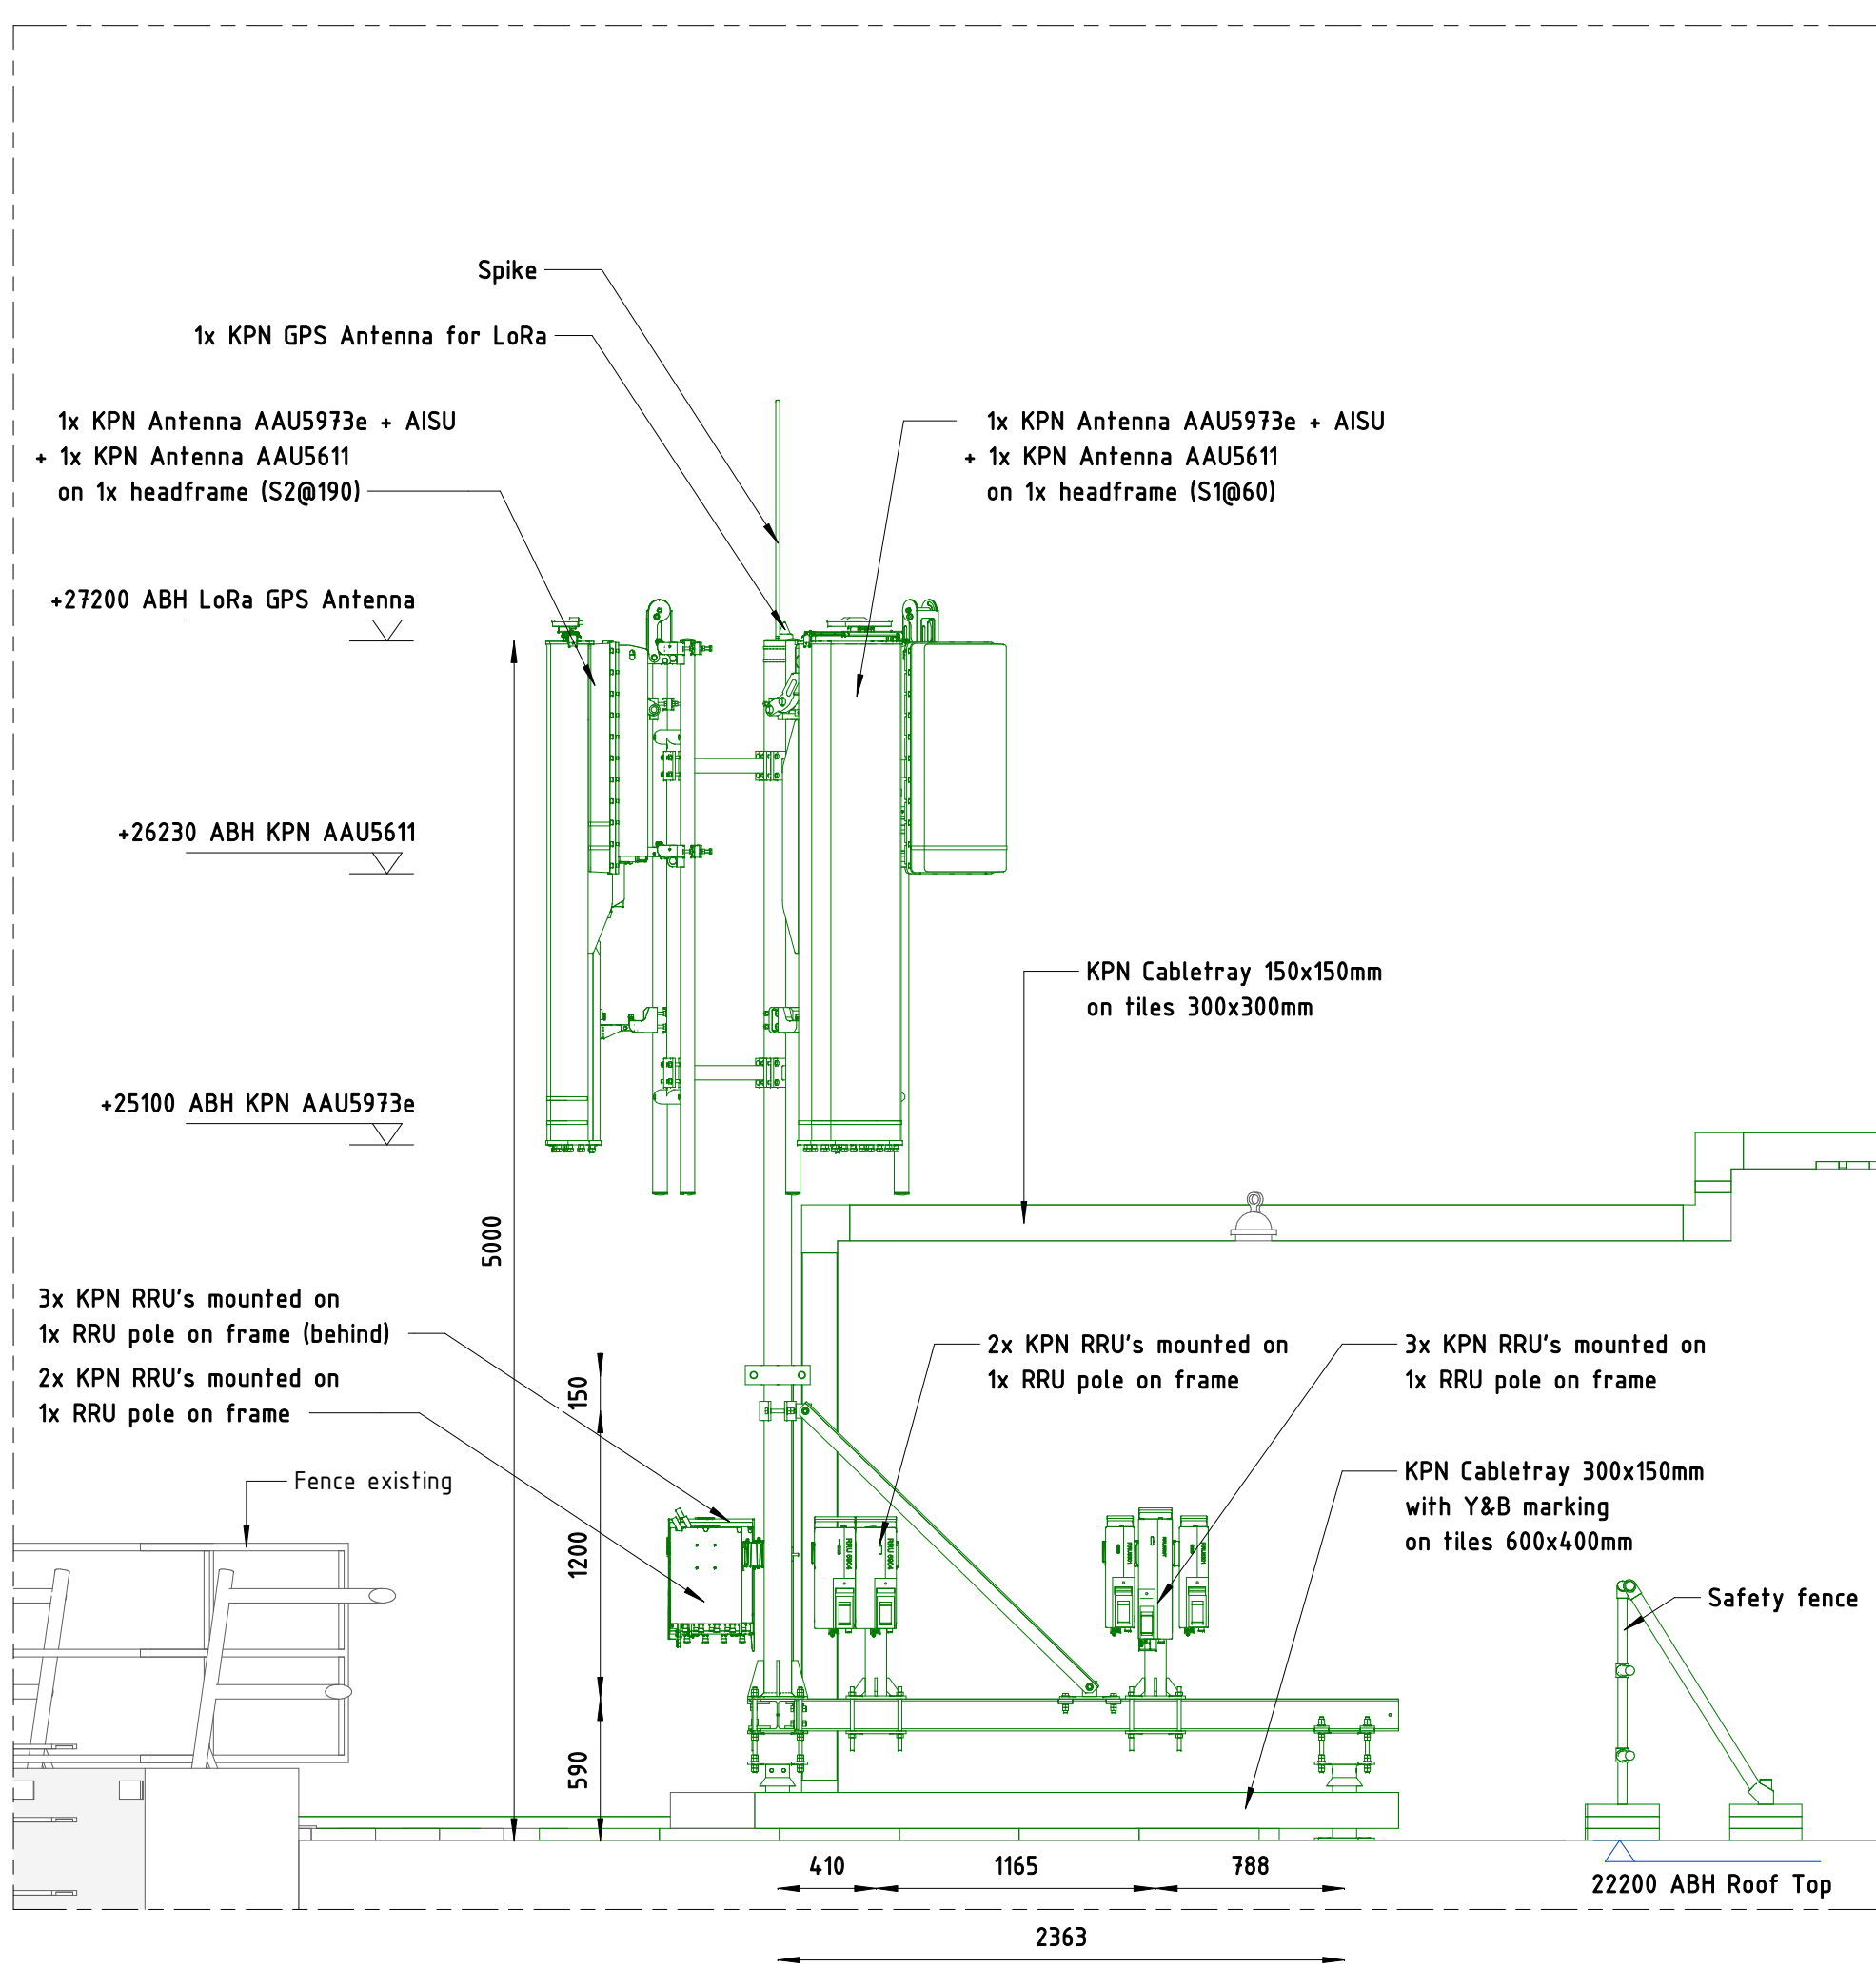 Spike
1x KPN GPS Antenna for LoRa
1x KPN Antenna AAU5973e + AISU
+ 1x KPN Antenna AAU5611
on 1x headframe (S2@190)
1x KPN Antenna AAU5973e + AISU
+ 1x KPN Antenna AAU5611
on 1x headframe (S1@60)
+27200 ABH LoRa GPS Antenna
+26230 ABH KPN AAU5611
KPN Cabletray 150x150mm
on tiles 300x300mm
+25100 ABH KPN AAU5973e
5000
3x KPN RRU's mounted on
1x RRU pole on frame (behind)
2x KPN RRU's mounted on
1x RRU pole on frame
150
2x KPN RRU's mounted on
1x RRU pole on frame
3x KPN RRU's mounted on
1x RRU pole on frame
Fence existing
1200
KPN Cabletray 300x150mm
with Y&B marking
on tiles 600x400mm
Safety fence
590
410
1165
788
22200 ABH Roof Top
2363